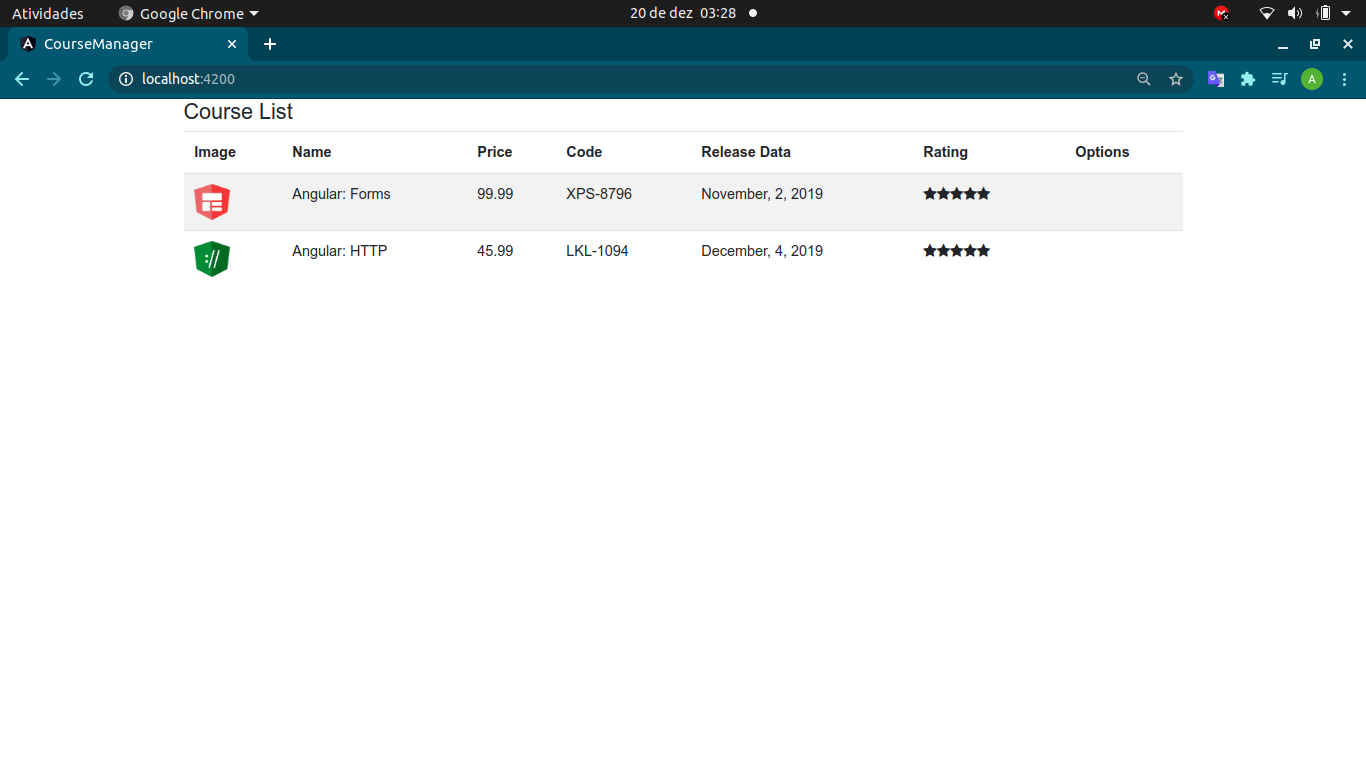 Atividades Google Chrome 20 de dez 03:28
CourseManager
localhost:4200 A
Course List
Image Name Price Code Release Data Rating Options
Angular: Forms 99.99 XPS-8796 November, 2, 2019
:// Angular: HTTP 45.99 LKL-1094 December, 4, 2019